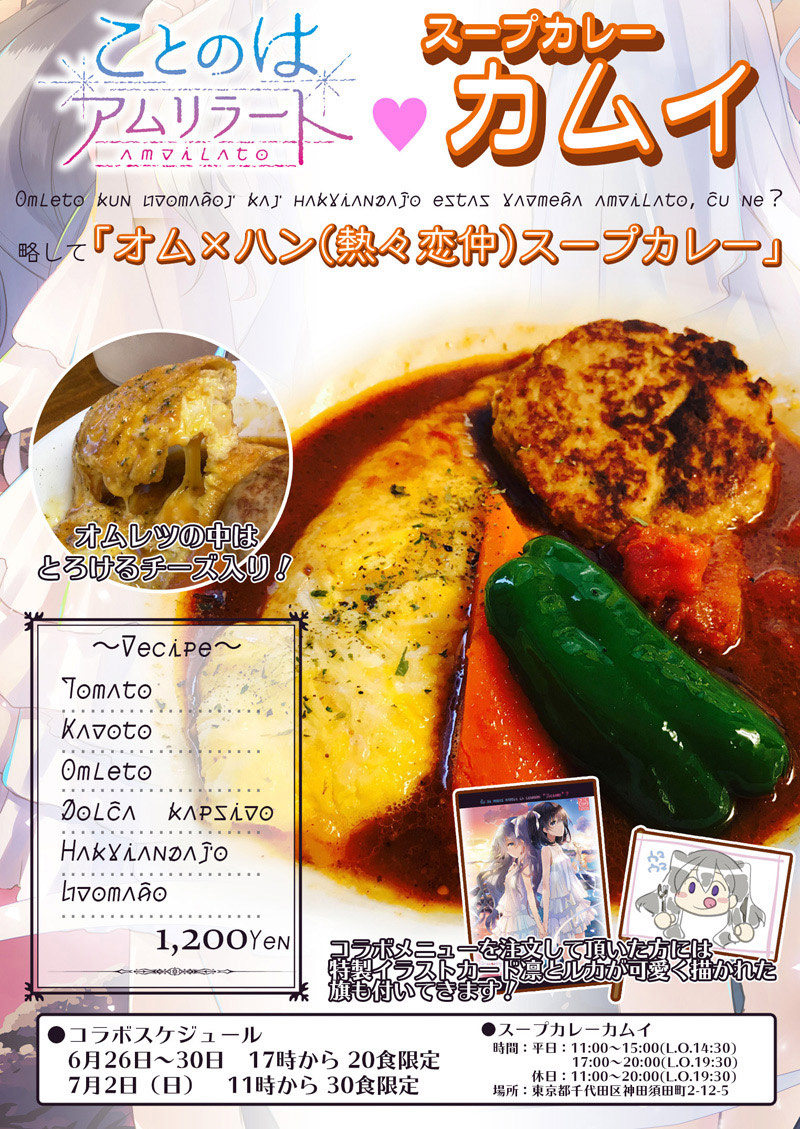 ことのは
アムリラート
AMRILATO
スープカレー
カムイ
Omleto kun fromaĝoj kaj hakviandaĵo estas varmega amrilato, ĉu ne?
略して「オム×ハン(熱々恋仲)スープカレー」
オムレツの中は
とろけるチーズ入り！
～Recipe～
Tomato
Karoto
Omleto
Dolĉa kapsiro
Hakviandaĵo
Fromaĝo
1,200Yen
コラボメニューを注文して頂いた方には
特製イラストカード凛とルカが可愛く描かれた
旗も付いてきます！
●コラボスケジュール
6月26日～30日 17時から 20食限定
7月2日（日） 11時から 30食限定
●スープカレーカムイ
時間：平日：11:00～15:00(L.O.14:30)
17:00～20:00(L.O.19:30)
休日：11:00～20:00(L.O.19:30)
場所：東京都千代田区神田須田町2-12-5